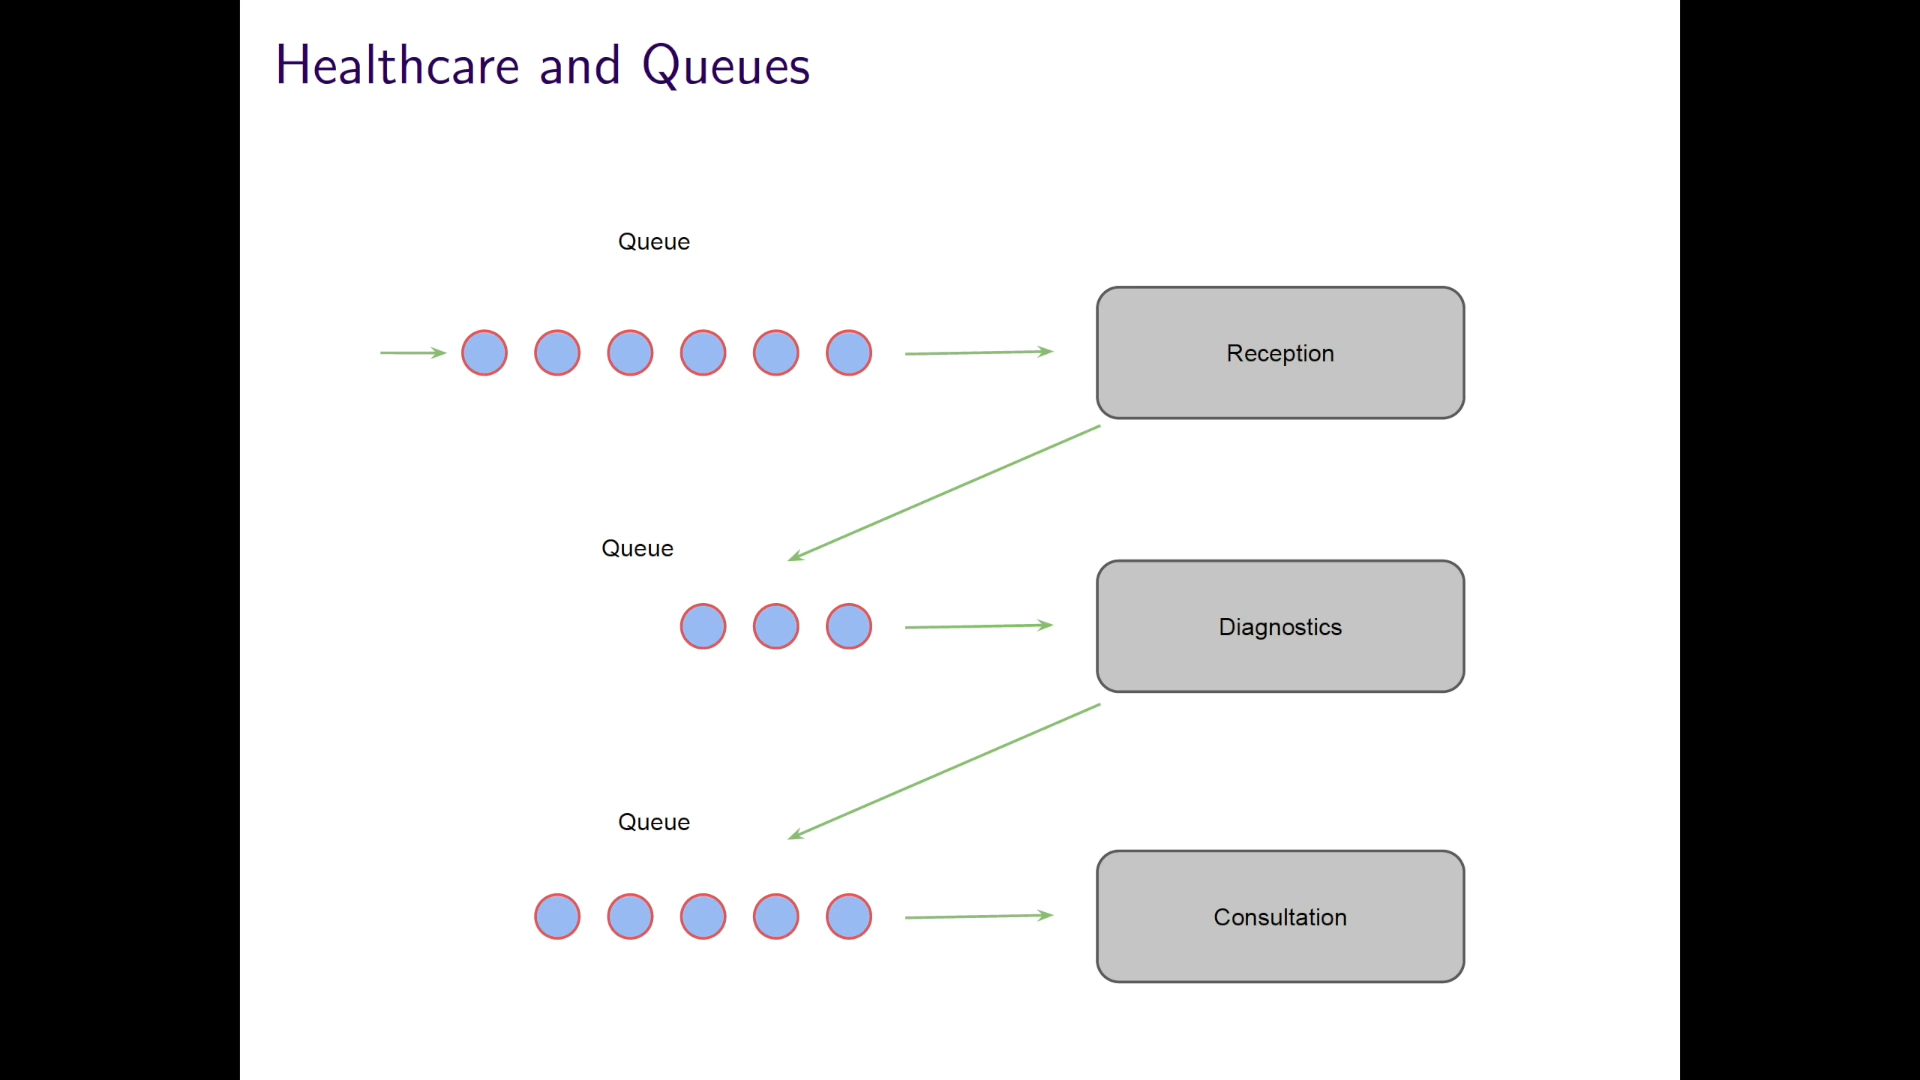 Healthcare and Queues
Queue
Reception
Queue
Diagnostics
Queue
Consultation